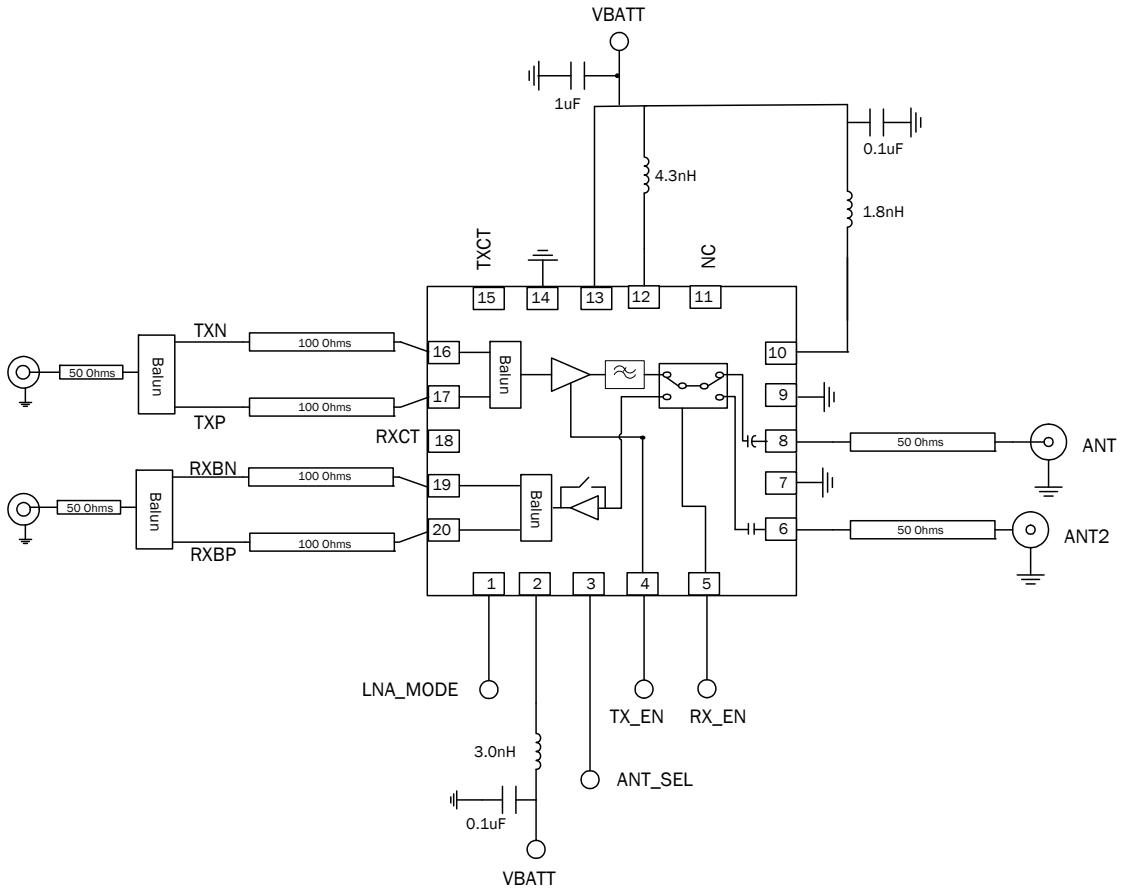 VBATT
1uF
0.1uF
4.3nH
1.8nH
TXCT
NC
15
14
13
12
11
TXN
100 Ohms
16
Balun
10
50 Ohms
Balun
9
100 Ohms
17
TXP
RXCT
18
8
50 Ohms
ANT
RXBN
100 Ohms
19
7
50 Ohms
Balun
Balun
20
6
50 Ohms
ANT2
100 Ohms
RXBP
1
2
3
4
5
LNA_MODE
TX_EN
RX_EN
3.0nH
ANT_SEL
0.1uF
VBATT